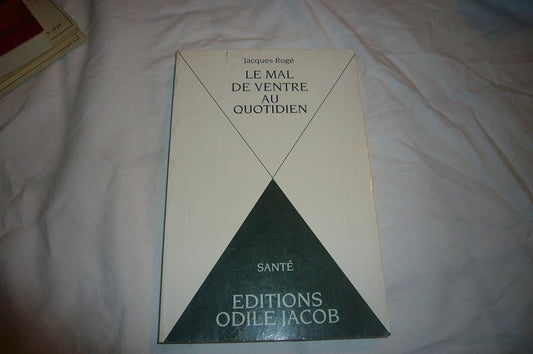 Jacques Rogé
LE MAL
DE VENTRE
AU
QUOTIDIEN
SANTÉ
EDITIONS
ODILE JACOB